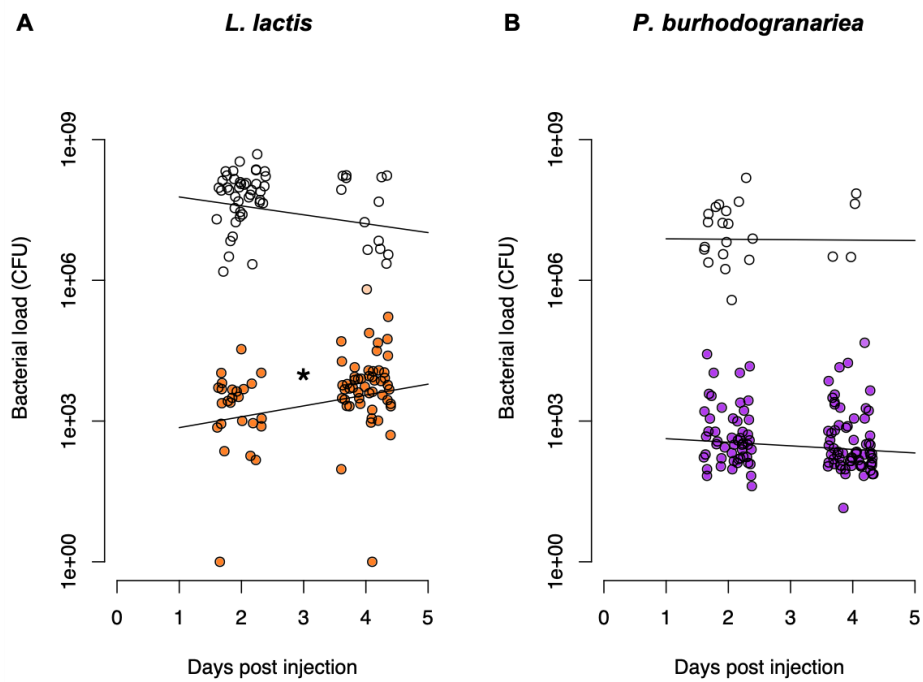 A
L. lactis
Bacterial load (CFU)
1e+09
1e+06
1e+03
1e+00
*
0 1 2 3 4 5
Days post injection
B
P. burhodogranariea
Bacterial load (CFU)
1e+09
1e+06
1e+03
1e+00
0 1 2 3 4 5
Days post injection